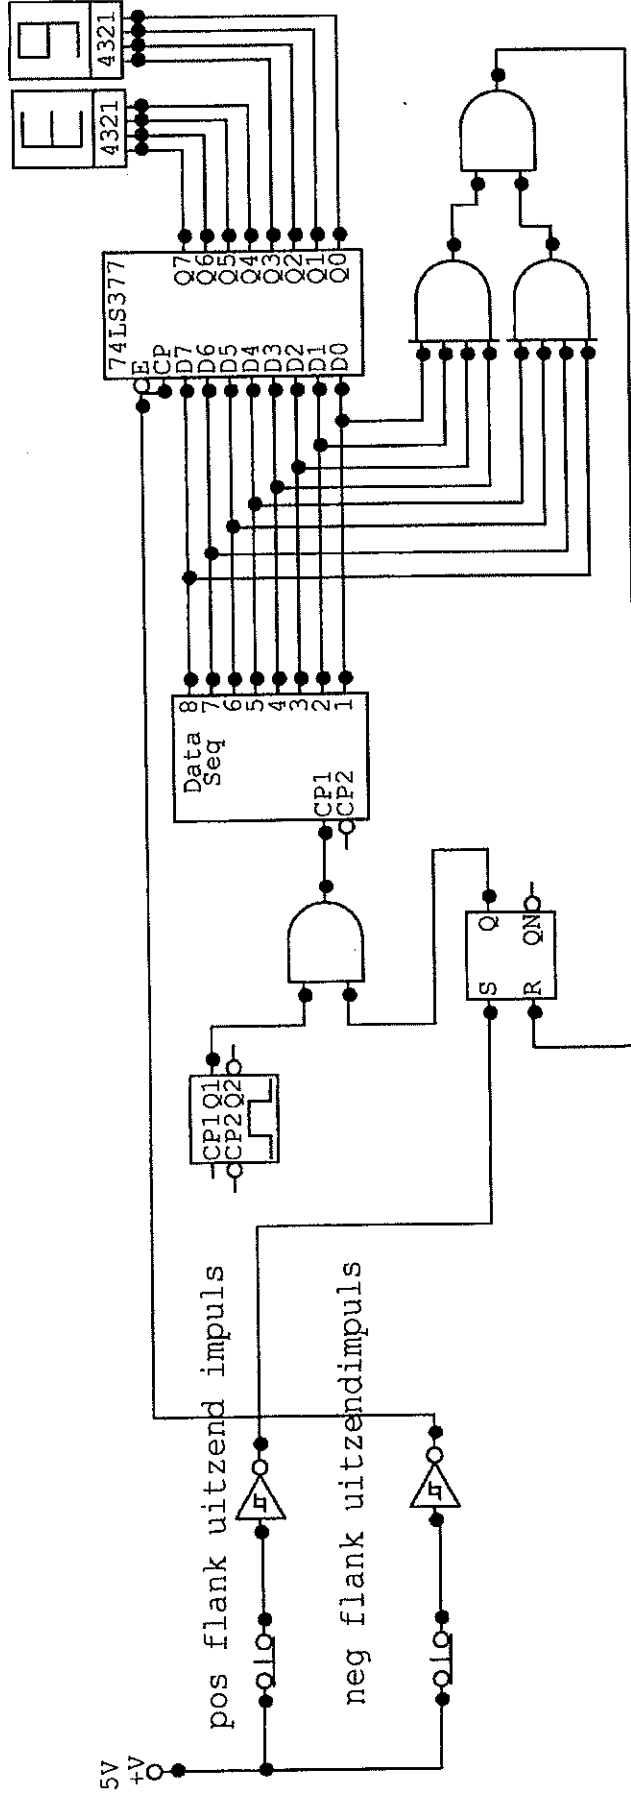 5V
+V
pos flank uitzend impuls
neg flank uitzendimpuls
CP1 Q1
CP2 Q2
S Q
R QN
Data
Seq
8
7
6
5
4
3
2
1
CP1
CP2
74LS377
E
CP
D7 Q7
D6 Q6
D5 Q5
D4 Q4
D3 Q3
D2 Q2
D1 Q1
D0 Q0
E
4321
9
4321